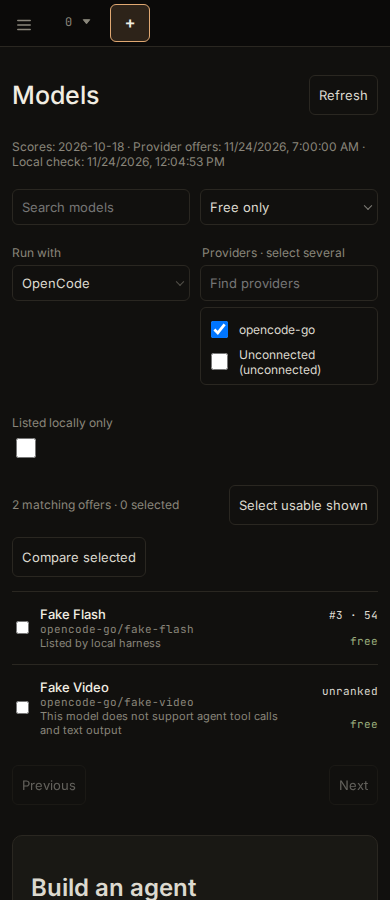 0
+
Models
Refresh
Scores: 2026-10-18 · Provider offers: 11/24/2026, 7:00:00 AM ·
Local check: 11/24/2026, 12:04:53 PM
Search models
Free only
Run with
Providers · select several
OpenCode
Find providers
opencode-go
Unconnected
(unconnected)
Listed locally only
2 matching offers · 0 selected
Select usable shown
Compare selected
Fake Flash
#3 · 54
opencode-go/fake-flash
Listed by local harness
free
Fake Video
unranked
opencode-go/fake-video
This model does not support agent tool calls
and text output
free
Previous
Next
Build an agent